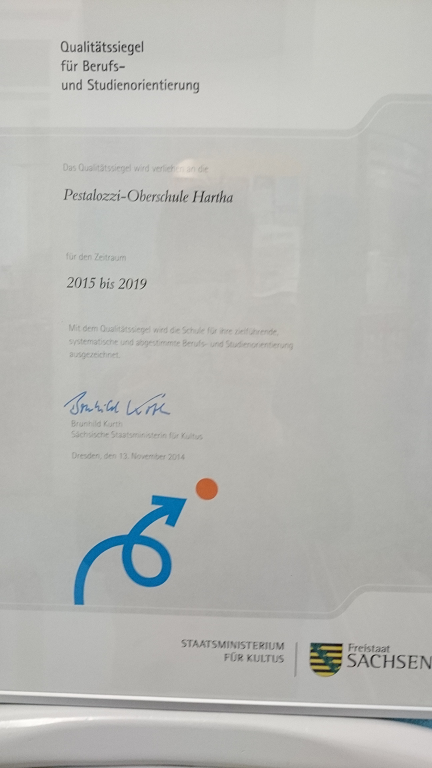 Qualitätssiegel
für Berufs-
und Studienorientierung
Das Qualitätssiegel wird verliehen an die
Pestalozzi-Oberschule Hartha
für den Zeitraum
2015 bis 2019
Mit dem Qualitätssiegel wird die Schule für ihre zielführende,
systematische und abgestimmte Berufs- und Studienorientierung
ausgezeichnet.
Brunhild Kurth
Brunhild Kurth
Sächsische Staatsministerin für Kultus
Dresden, den 13. November 2014
STAATSMINISTERIUM
FÜR KULTUS
Freistaat
SACHSEN